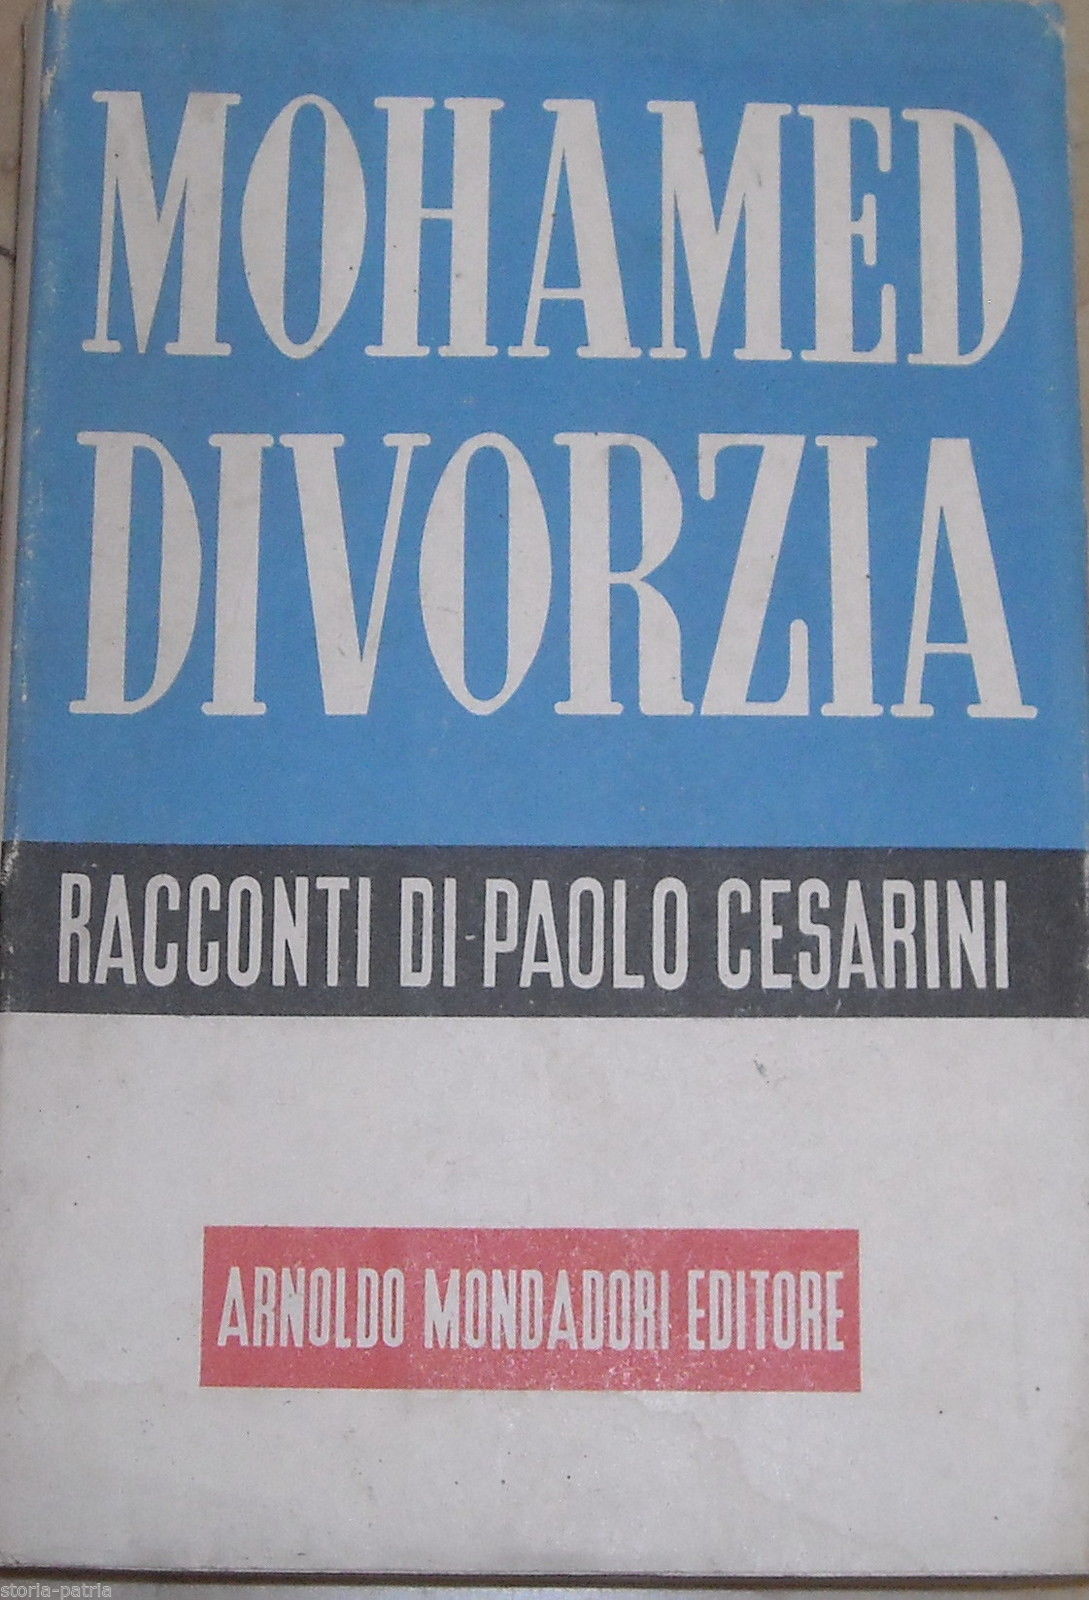 MOHAMED
DIVORZIA
RACCONTI DI PAOLO CESARINI
ARNOLDO MONDADORI EDITORE
storia-patria